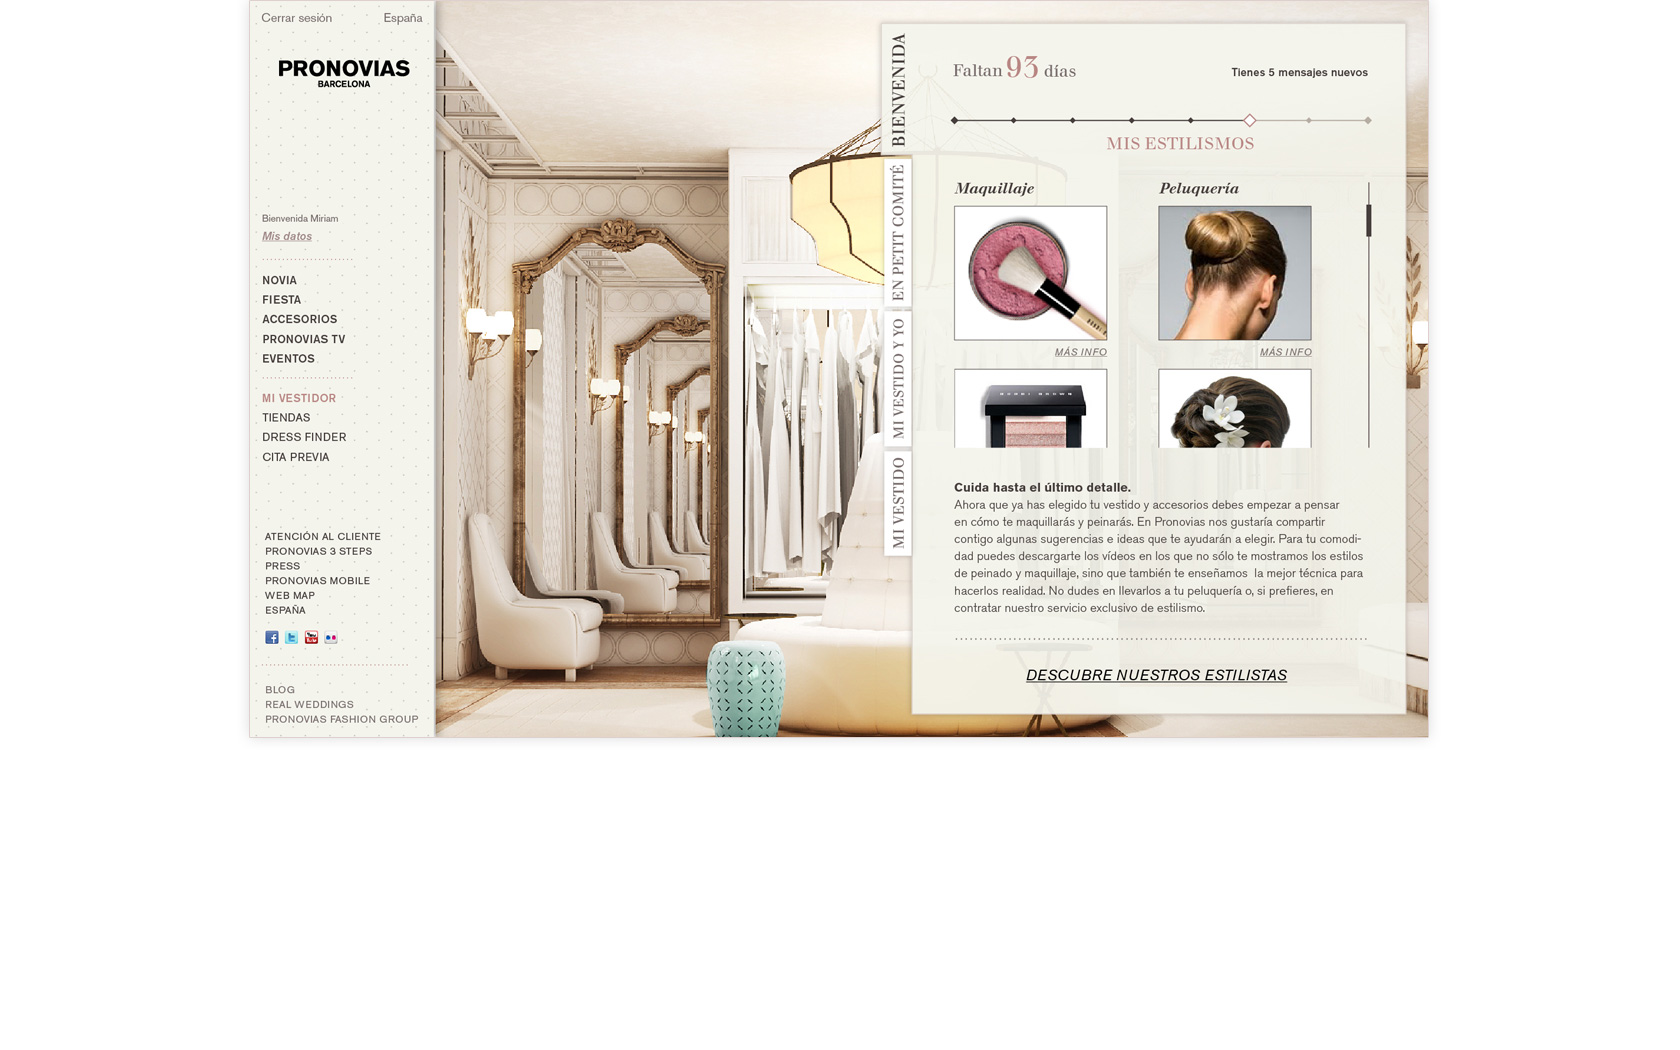 Cerrar sesión España
PRONOVIAS
BARCELONA
Bienvenida Miriam
Mis datos
NOVIA
FIESTA
ACCESORIOS
PRONOVIAS TV
EVENTOS
MI VESTIDOR
TIENDAS
DRESS FINDER
CITA PREVIA
ATENCIÓN AL CLIENTE
PRONOVIAS 3 STEPS
PRESS
PRONOVIAS MOBILE
WEB MAP
ESPAÑA
BLOG
REAL WEDDINGS
PRONOVIAS FASHION GROUP
BIENVENIDA
EN PETIT COMITÉ
MI VESTIDO Y YO
MI VESTIDO
Faltan 93 días
Tienes 5 mensajes nuevos
MIS ESTILISMOS
Maquillaje
Peluquería
MÁS INFO
MÁS INFO
BOBBI BROWN
Cuida hasta el último detalle.
Ahora que ya has elegido tu vestido y accesorios debes empezar a pensar
en cómo te maquillarás y peinarás. En Pronovias nos gustaría compartir
contigo algunas sugerencias e ideas que te ayudarán a elegir. Para tu comodi-
dad puedes descargarte los vídeos en los que no sólo te mostramos los estilos
de peinado y maquillaje, sino que también te enseñamos la mejor técnica para
hacerlos realidad. No dudes en llevarlos a tu peluquería o, si prefieres, en
contratar nuestro servicio exclusivo de estilismo.
DESCUBRE NUESTROS ESTILISTAS